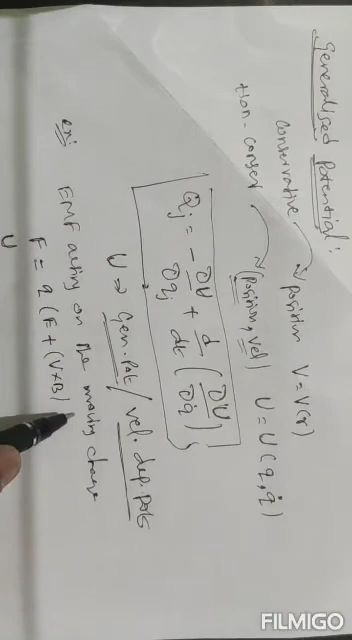 Generalised Potential:
Conservative → position V = V(r)
Non-conser → (Position, vel) U = U(q, q̇)
Qj = -∂U/∂qj + d/dt (∂U/∂q̇)
U ⇒ Gen. Pot / vel. dep. Pots
ex: EMF acting on the moving charge
F = q (E + (V×B)
U
FILMIGO